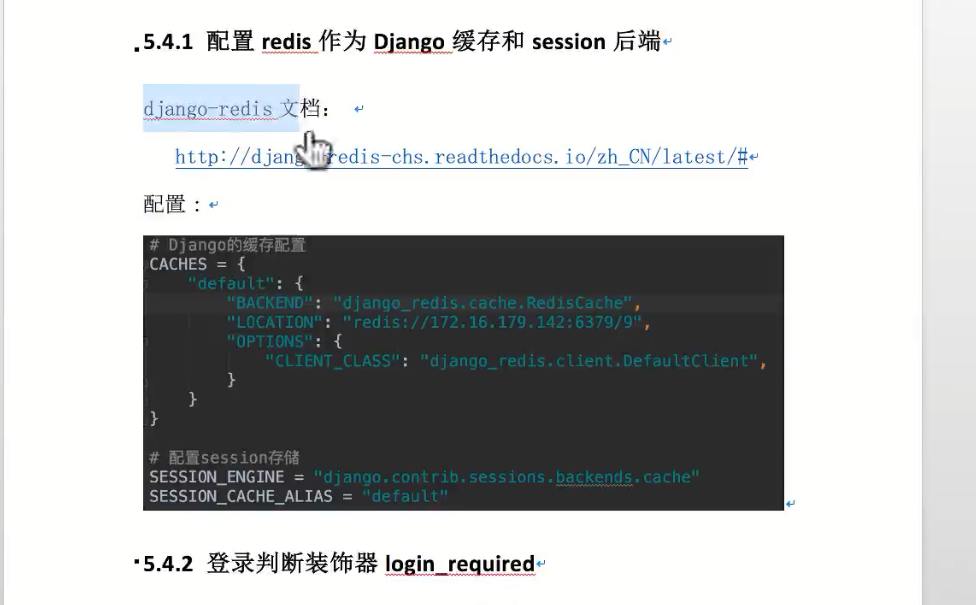 5.4.1 配置 redis 作为 Django 缓存和 session 后端
django-redis 文档：
http://django-redis-chs.readthedocs.io/zh_CN/latest/#
配置：
# Django的缓存配置
CACHES = {
    "default": {
        "BACKEND": "django_redis.cache.RedisCache",
        "LOCATION": "redis://172.16.179.142:6379/9",
        "OPTIONS": {
            "CLIENT_CLASS": "django_redis.client.DefaultClient",
        }
    }
}
# 配置session存储
SESSION_ENGINE = "django.contrib.sessions.backends.cache"
SESSION_CACHE_ALIAS = "default"
5.4.2 登录判断装饰器 login_required